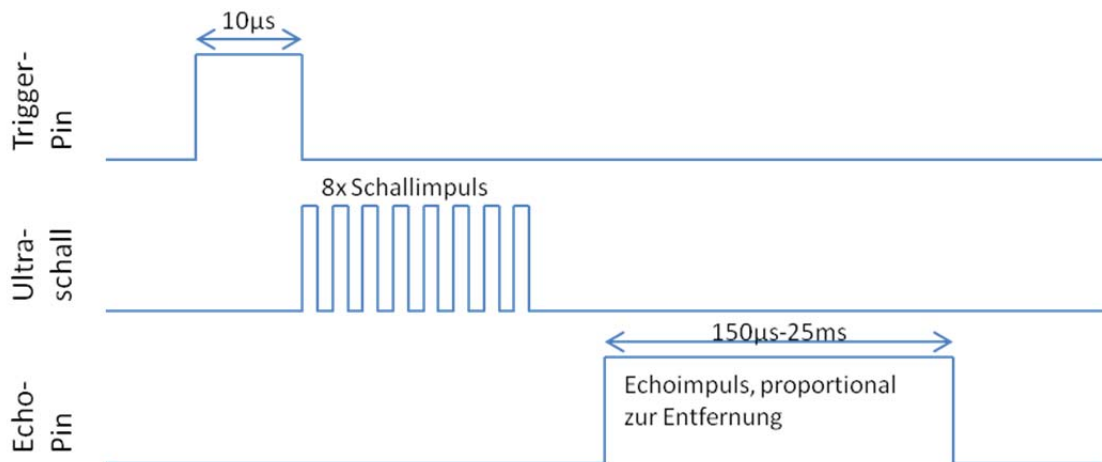 10µs
Trigger-
Pin
8x Schallimpuls
Ultra-
schall
150µs-25ms
Echoimpuls, proportional
zur Entfernung
Echo-
Pin